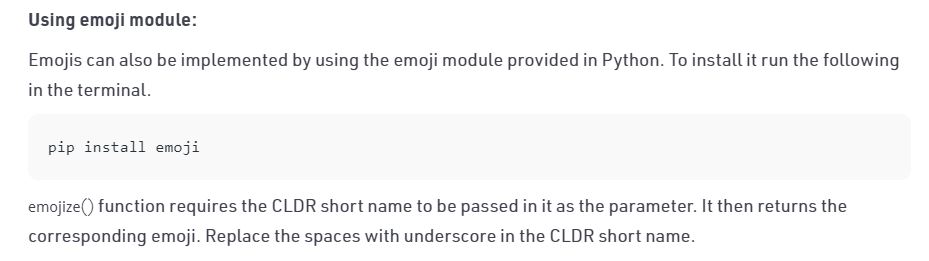 Using emoji module:
Emojis can also be implemented by using the emoji module provided in Python. To install it run the following
in the terminal.
pip install emoji
emojize() function requires the CLDR short name to be passed in it as the parameter. It then returns the
corresponding emoji. Replace the spaces with underscore in the CLDR short name.